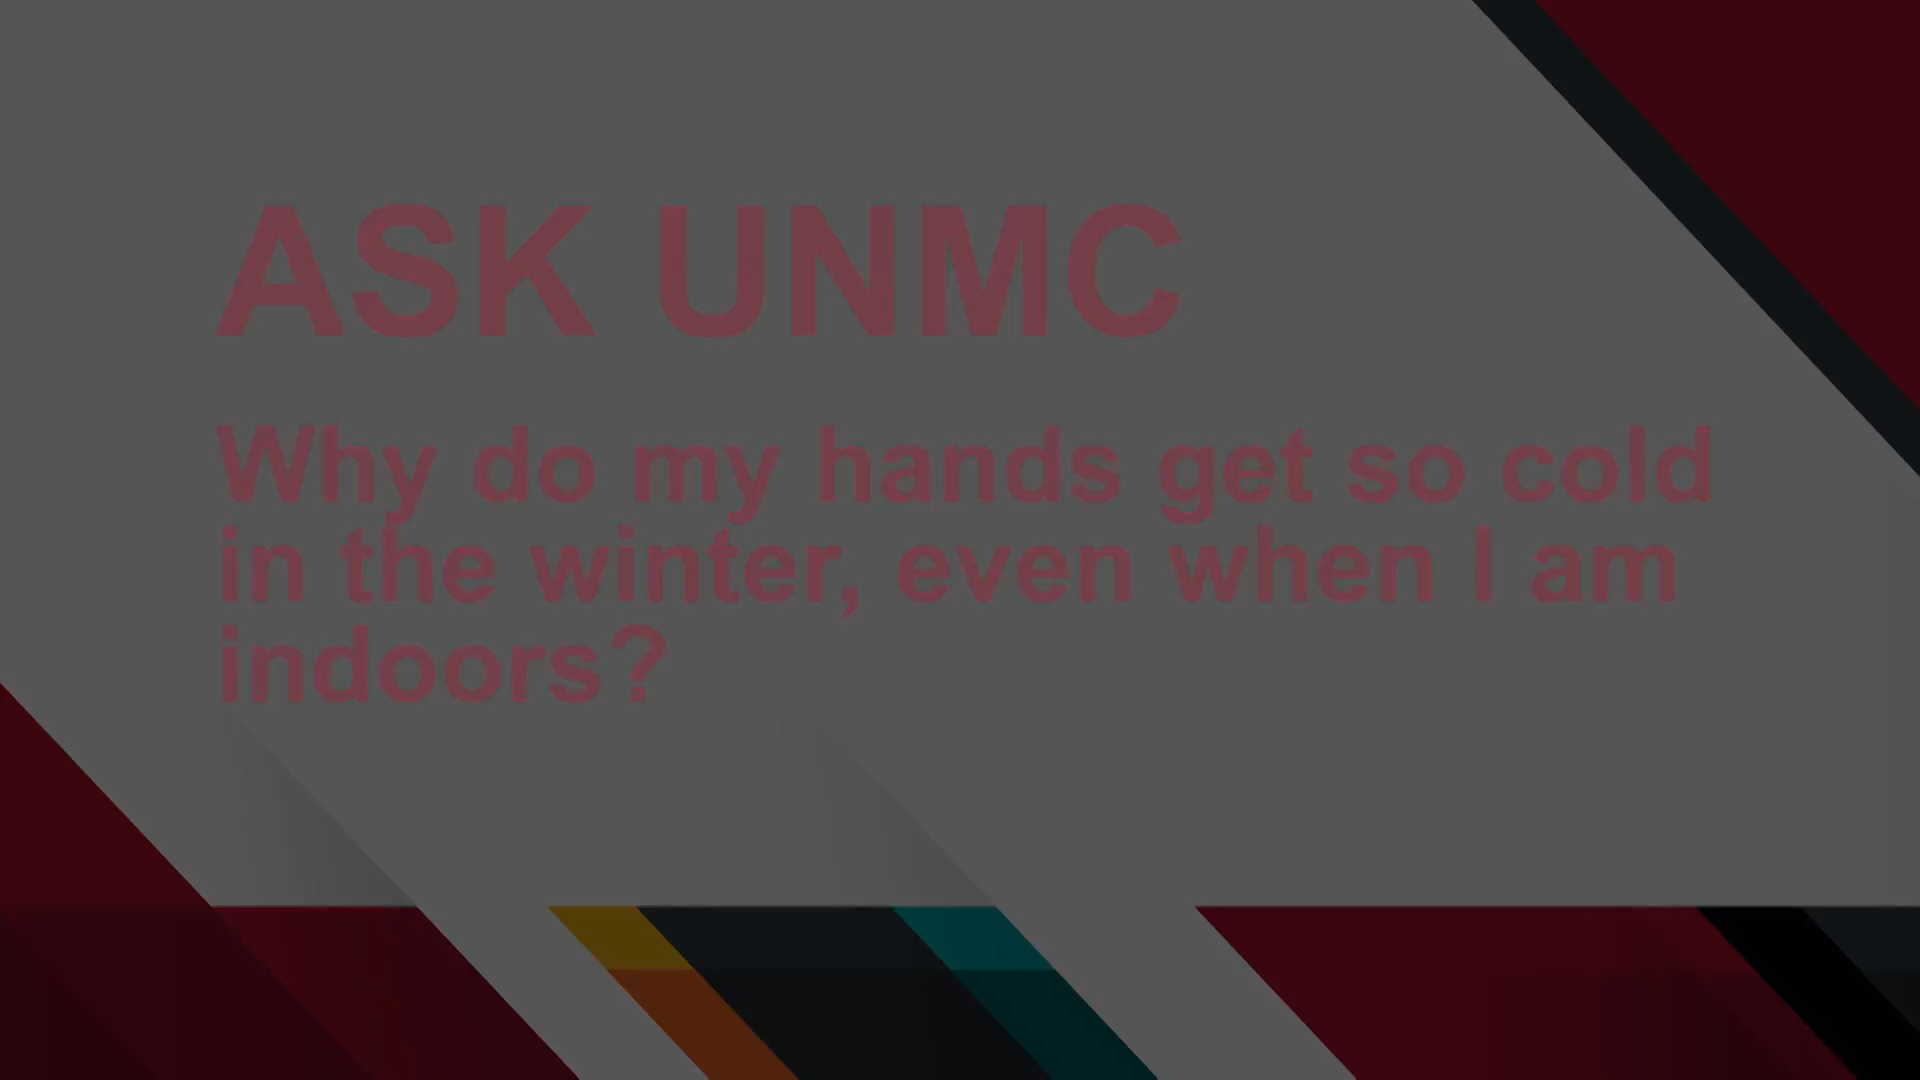 ASK UNMC
Why do my hands get so cold
in the winter, even when I am
indoors?